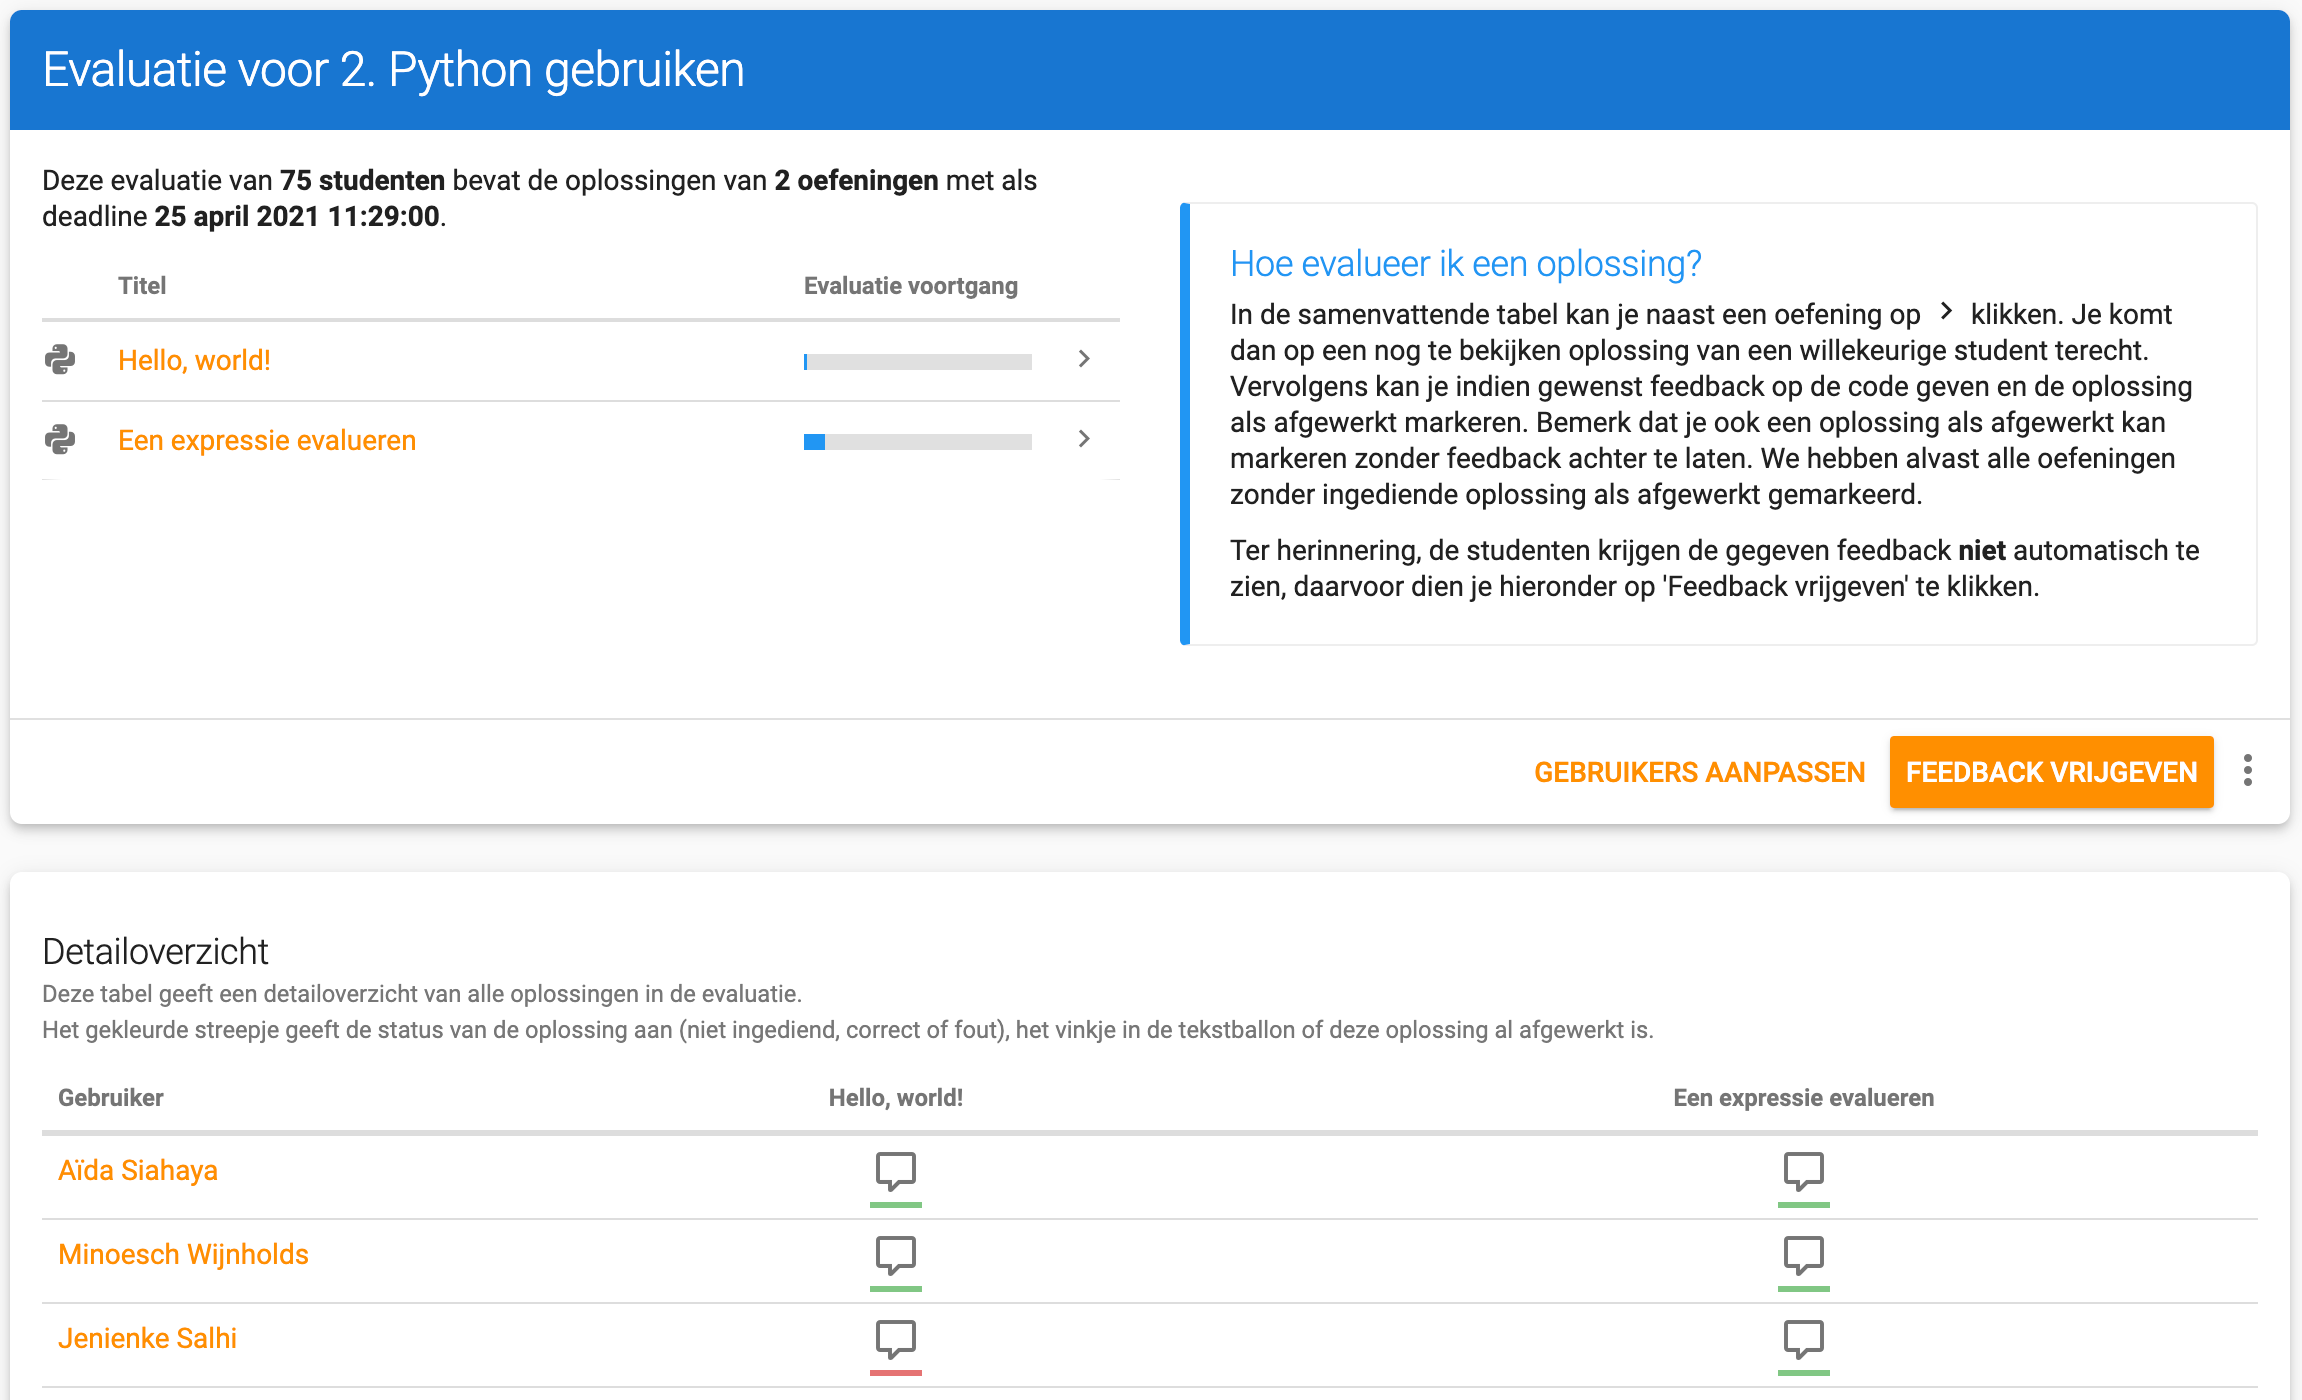 Evaluatie voor 2. Python gebruiken
Deze evaluatie van 75 studenten bevat de oplossingen van 2 oefeningen met als
deadline 25 april 2021 11:29:00.
Titel Evaluatie voortgang
Hello, world!
Een expressie evalueren
Hoe evalueer ik een oplossing?
In de samenvattende tabel kan je naast een oefening op > klikken. Je komt
dan op een nog te bekijken oplossing van een willekeurige student terecht.
Vervolgens kan je indien gewenst feedback op de code geven en de oplossing
als afgewerkt markeren. Bemerk dat je ook een oplossing als afgewerkt kan
markeren zonder feedback achter te laten. We hebben alvast alle oefeningen
zonder ingediende oplossing als afgewerkt gemarkeerd.
Ter herinnering, de studenten krijgen de gegeven feedback niet automatisch te
zien, daarvoor dien je hieronder op 'Feedback vrijgeven' te klikken.
GEBRUIKERS AANPASSEN FEEDBACK VRIJGEVEN
Detailoverzicht
Deze tabel geeft een detailoverzicht van alle oplossingen in de evaluatie.
Het gekleurde streepje geeft de status van de oplossing aan (niet ingediend, correct of fout), het vinkje in de tekstballon of deze oplossing al afgewerkt is.
Gebruiker Hello, world! Een expressie evalueren
Aïda Siahaya
Minoesch Wijnholds
Jenienke Salhi